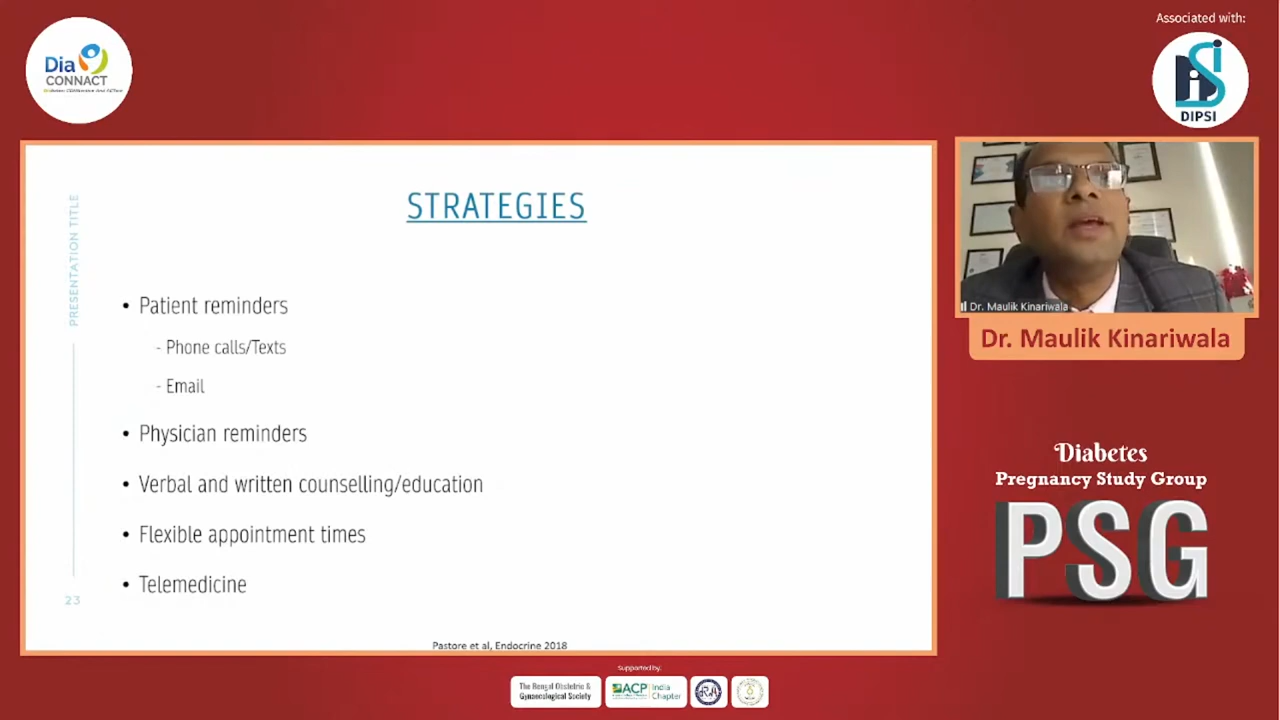 Associated with:
Dia
CONNACT
DiSi
DIPSI
PRESENTATION TITLE
STRATEGIES
• Patient reminders
- Phone calls/Texts
- Email
• Physician reminders
• Verbal and written counselling/education
• Flexible appointment times
• Telemedicine
23
Pastore et al, Endocrine 2018
Dr. Maulik Kinariwala
Dr. Maulik Kinariwala
Diabetes
Pregnancy Study Group
PSG
supported by:
The Bengal Obstetric &
Gynaecological Society
ACP
India
Chapter